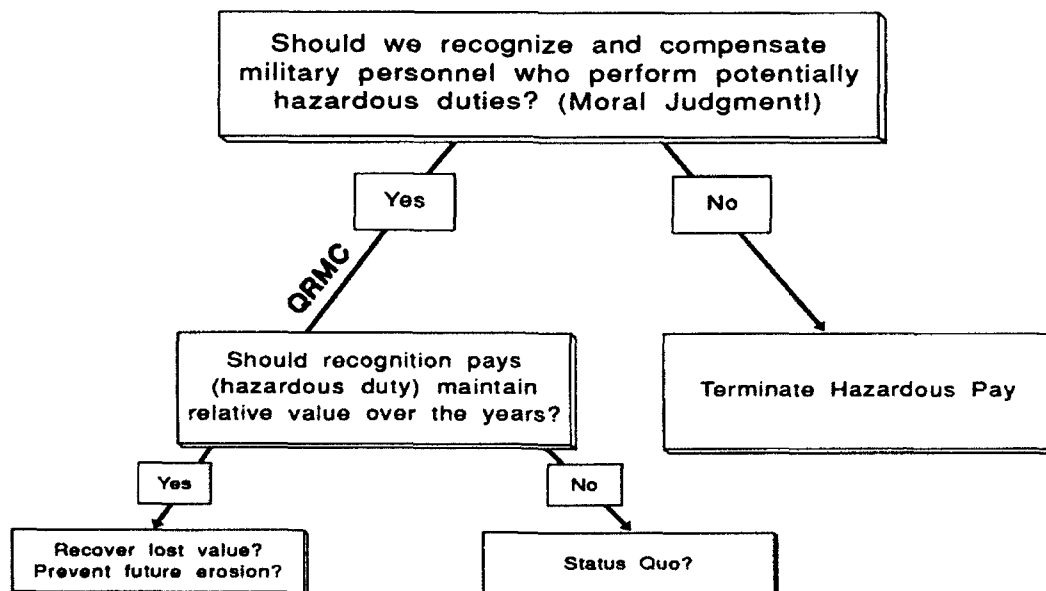 Should we recognize and compensate
military personnel who perform potentially
hazardous duties? (Moral Judgment!)
Yes
No
QRMC
Should recognition pays
(hazardous duty) maintain
relative value over the years?
Terminate Hazardous Pay
Yes
No
Recover lost value?
Prevent future erosion?
Status Quo?